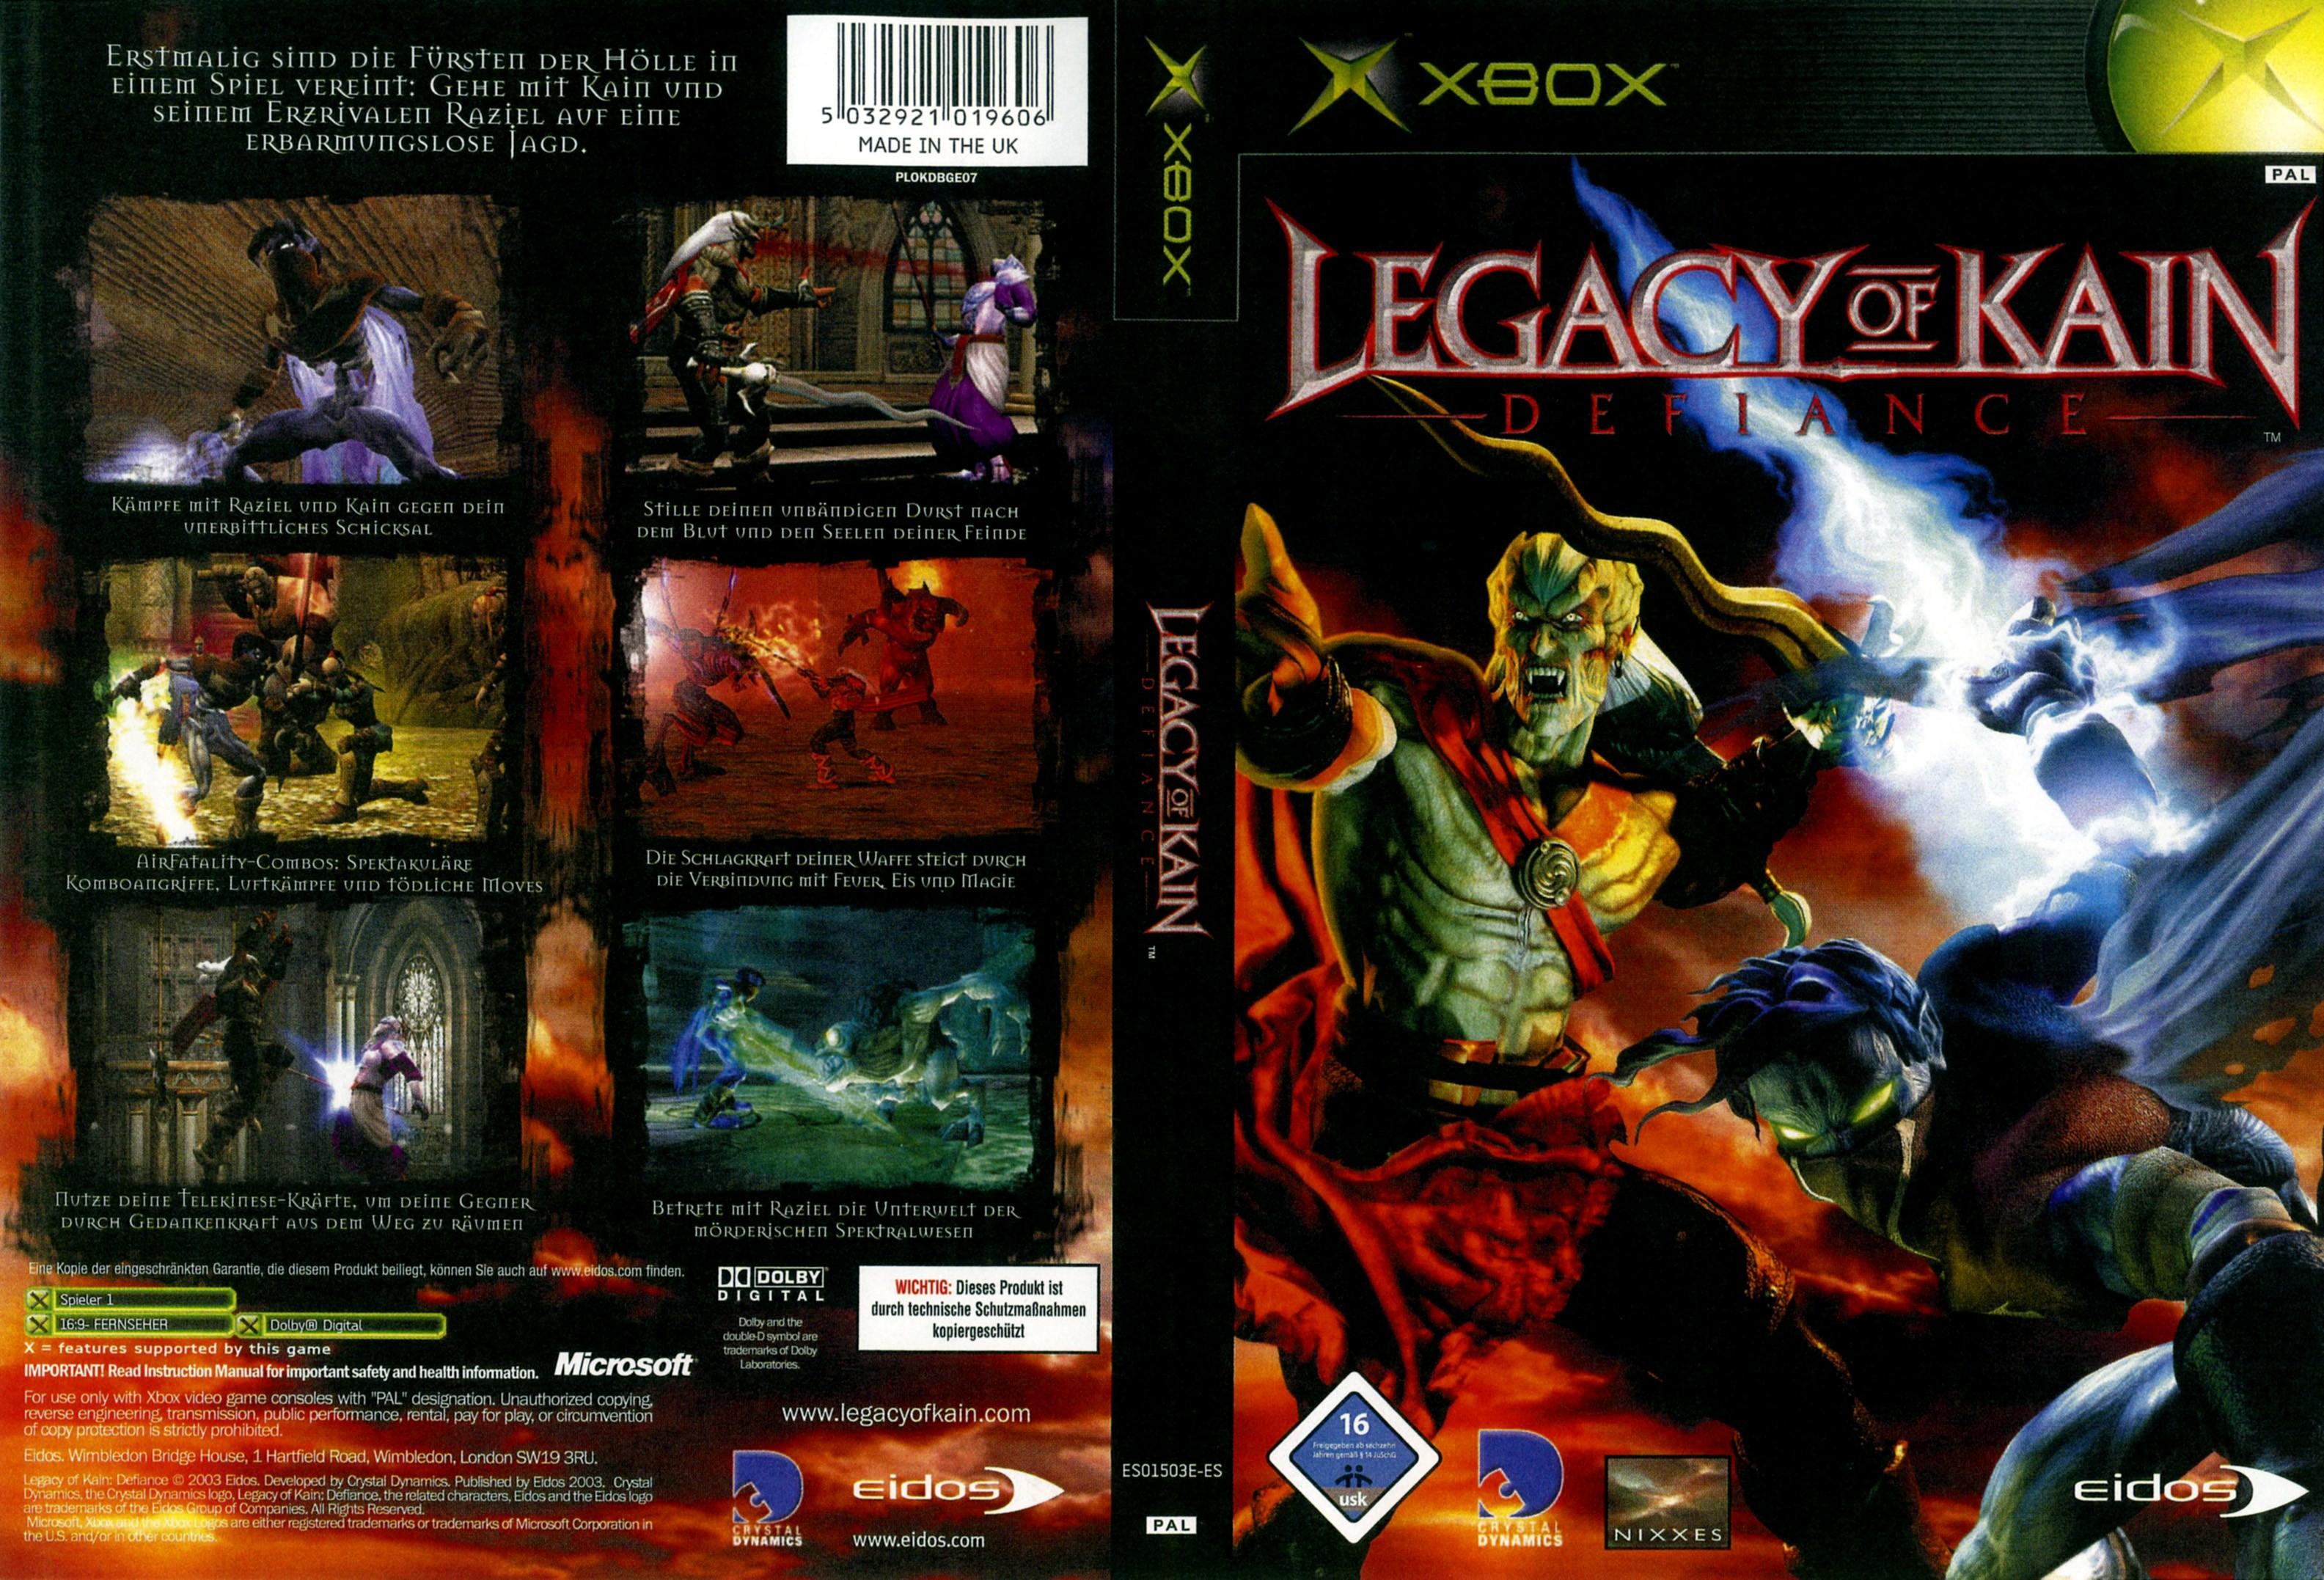 Erstmalig sind die Fürsten der Hölle in
einem Spiel vereint: Gehe mit Kain und
seinem Erzrivalen Raziel auf eine
erbarmungslose Jagd.
5 032921 019606
MADE IN THE UK
PLOKDBGE07
Kämpfe mit Raziel und Kain gegen dein
unerbittliches Schicksal
Stille deinen unbändigen Durst nach
dem Blut und den Seelen deiner Feinde
AirFatality-Combos: Spektakuläre
Komboangriffe, Luftkämpfe und tödliche Moves
Die Schlagkraft deiner Waffe steigt durch
die Verbindung mit Feuer, Eis und Magie
Nutze deine Telekinese-Kräfte, um deine Gegner
durch Gedankenkraft aus dem Weg zu räumen
Betrete mit Raziel die Unterwelt der
mörderischen Spektralwesen
Eine Kopie der eingeschränkten Garantie, die diesem Produkt beiliegt, können Sie auch auf www.eidos.com finden.
Spieler 1
16:9- FERNSEHER
Dolby® Digital
X = features supported by this game
IMPORTANT! Read Instruction Manual for important safety and health information.
Microsoft
For use only with Xbox video game consoles with "PAL" designation. Unauthorized copying,
reverse engineering, transmission, public performance, rental, pay for play, or circumvention
of copy protection is strictly prohibited.
Eidos. Wimbledon Bridge House, 1 Hartfield Road, Wimbledon, London SW19 3RU.
Legacy of Kain: Defiance © 2003 Eidos. Developed by Crystal Dynamics. Published by Eidos 2003. Crystal
Dynamics, the Crystal Dynamics logo, Legacy of Kain: Defiance, the related characters, Eidos and the Eidos logo
are trademarks of the Eidos Group of Companies. All Rights Reserved.
Microsoft, Xbox and the Xbox Logos are either registered trademarks or trademarks of Microsoft Corporation in
the U.S. and/or in other countries.
DOLBY
DIGITAL
Dolby and the
double-D symbol are
trademarks of Dolby
Laboratories.
WICHTIG: Dieses Produkt ist
durch technische Schutzmaßnahmen
kopiergeschützt
www.legacyofkain.com
CRYSTAL
DYNAMICS
eidos
www.eidos.com
XBOX
LEGACY OF KAIN
DEFIANCE
TM
ES01503E-ES
PAL
XBOX
PAL
LEGACY OF KAIN
DEFIANCE
TM
16
Freigegeben ab sechzehn
Jahren gemäß § 14 JuSchG
usk
CRYSTAL
DYNAMICS
NIXXES
eidos